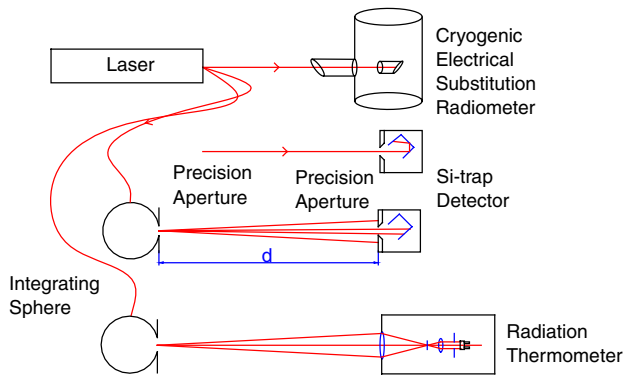 Laser
Cryogenic
Electrical
Substitution
Radiometer
Precision
Aperture
Precision
Aperture
Si-trap
Detector
d
Integrating
Sphere
Radiation
Thermometer